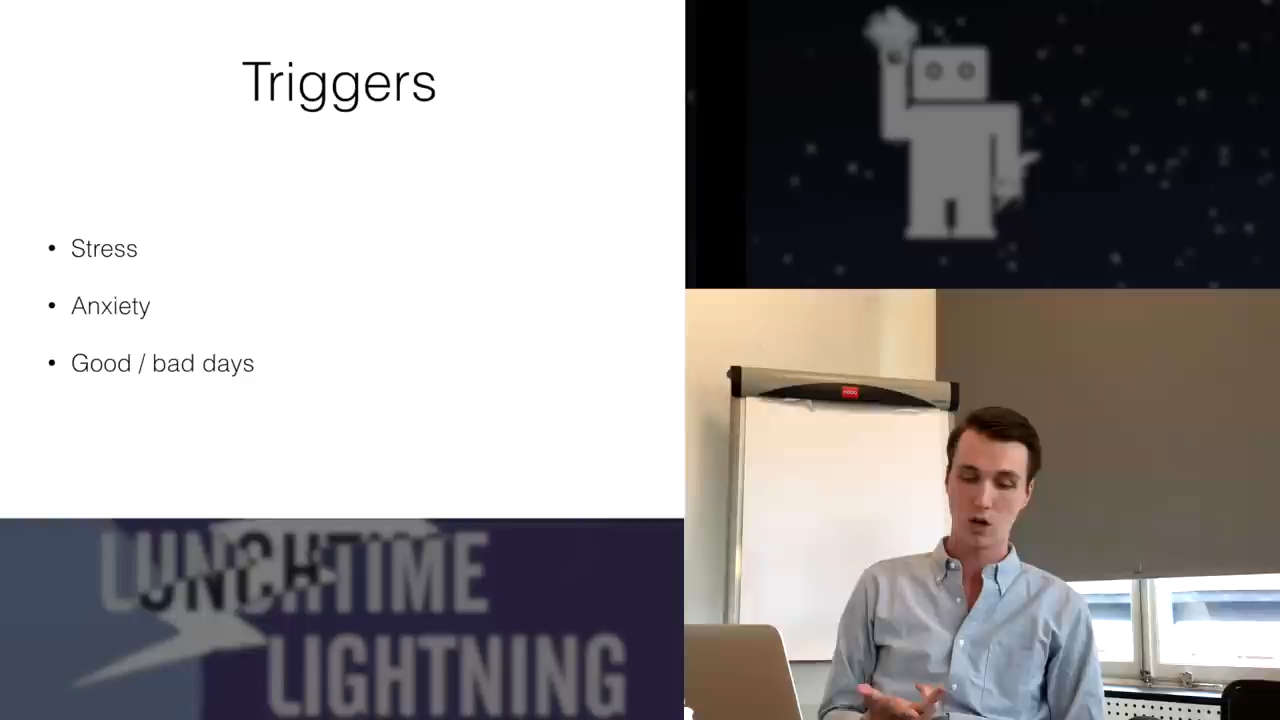 Triggers
• Stress
• Anxiety
• Good / bad days
LUNCHTIME
LIGHTNING